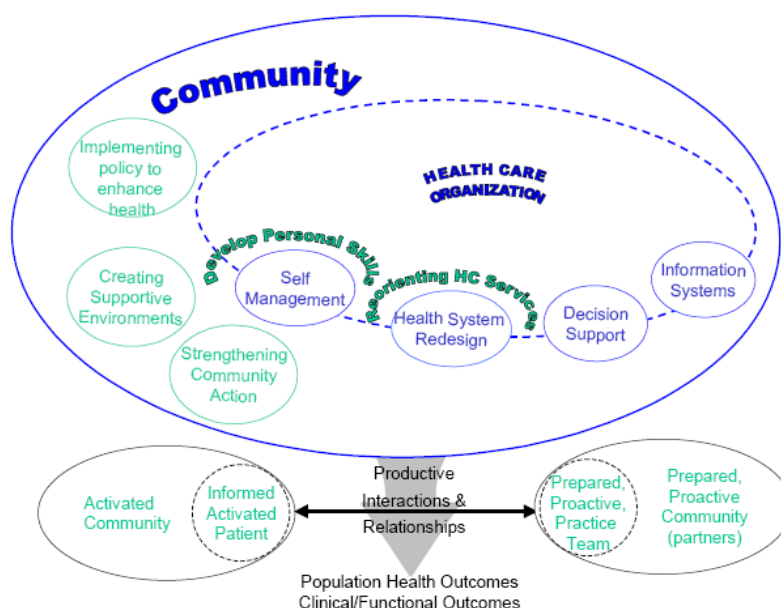 Community
Implementing
policy to
enhance
health
HEALTH CARE
ORGANIZATION
Develop Personal Skills
Creating
Supportive
Environments
Self
Management
Reorienting HC Services
Health System
Redesign
Decision
Support
Information
Systems
Strengthening
Community
Action
Activated
Community
Informed
Activated
Patient
Productive
Interactions &
Relationships
Prepared,
Proactive,
Practice
Team
Prepared,
Proactive
Community
(partners)
Population Health Outcomes
Clinical/Functional Outcomes